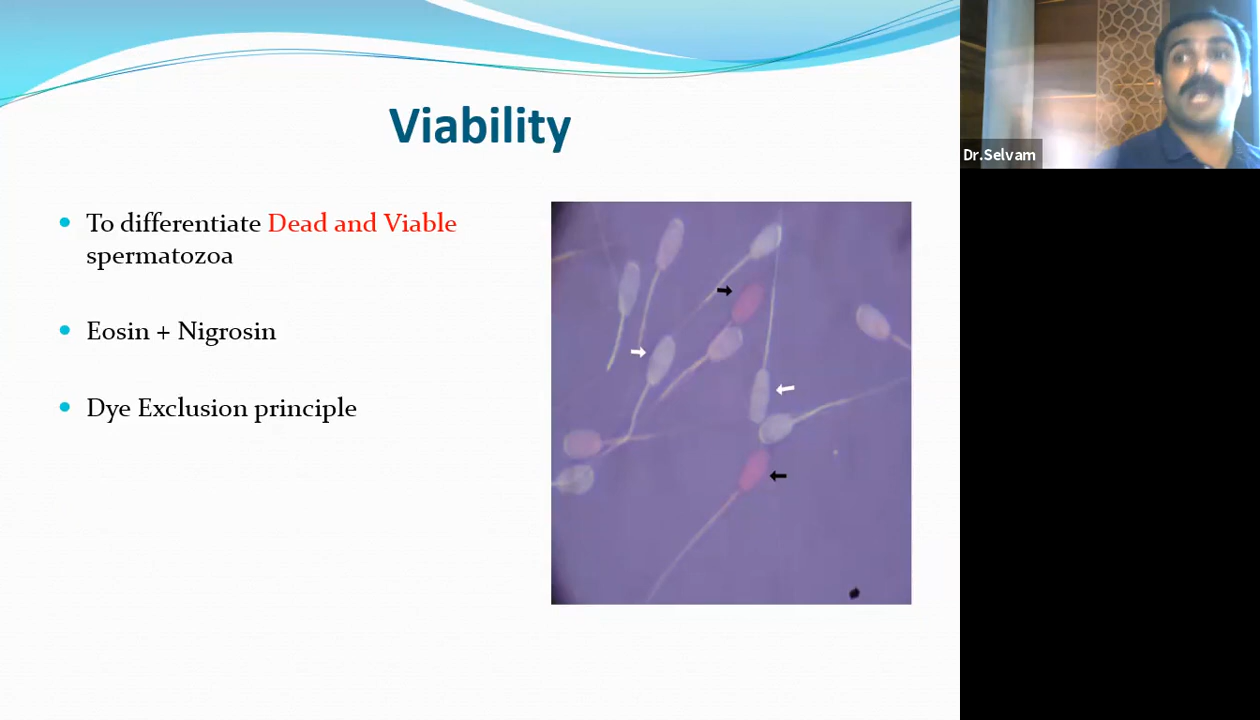 Viability
To differentiate Dead and Viable
spermatozoa
Eosin + Nigrosin
Dye Exclusion principle
Dr.Selvam